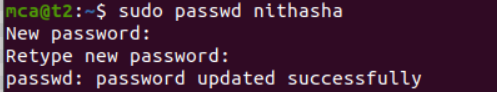 mca@t2:~$ sudo passwd nithasha
New password:
Retype new password:
passwd: password updated successfully